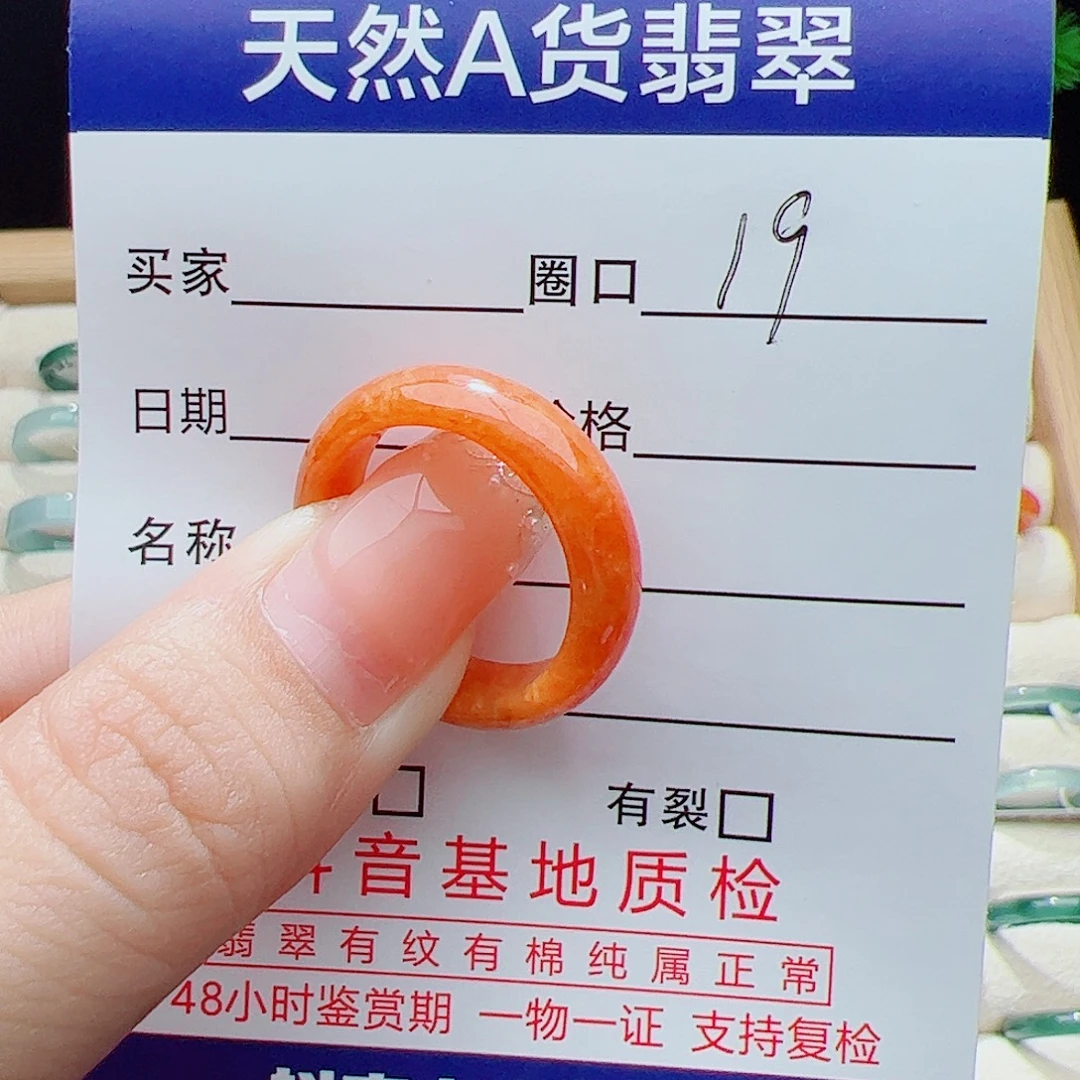 天然A货翡翠
买家 圈口 19
日期 格
名称
有裂
音基地质检
翡翠有纹有棉纯属正常
48小时鉴赏期 一物一证 支持复检